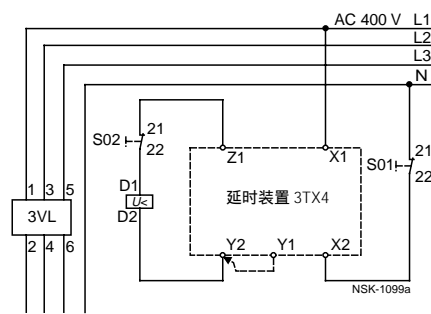 AC 400 V L1
L2
L3
N
S02 21
22
Z1 X1
S01 21
22
延时装置 3TX4
1 3 5
3VL
2 4 6
D1
U<
D2
Y2 Y1 X2
NSK-1099a